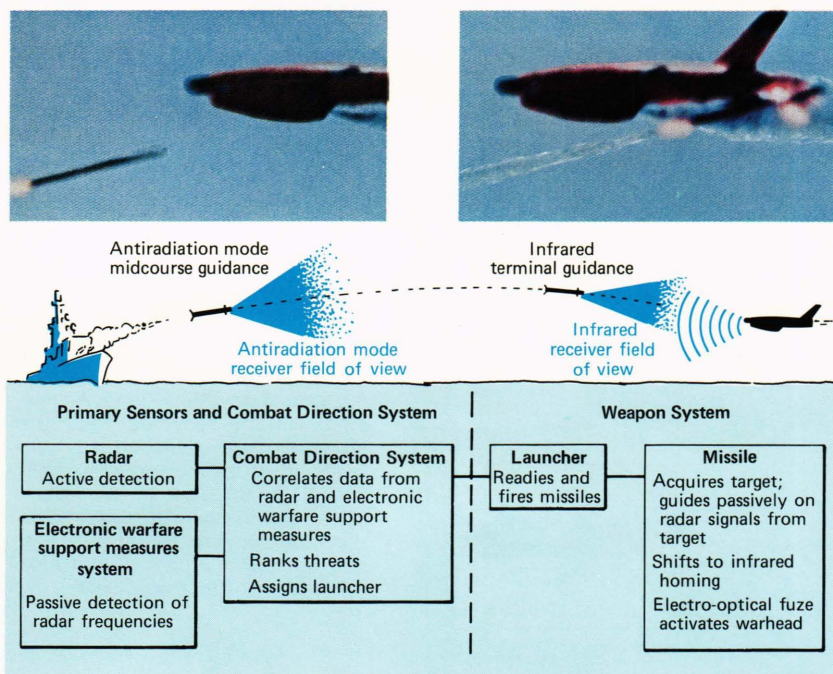 Antiradiation mode
midcourse guidance
Infrared
terminal guidance
Antiradiation mode
receiver field of view
Infrared
receiver field
of view
Primary Sensors and Combat Direction System
Weapon System
Radar
Active detection
Electronic warfare
support measures
system
Passive detection of
radar frequencies
Combat Direction System
Correlates data from
radar and electronic
warfare support
measures
Ranks threats
Assigns launcher
Launcher
Readies and
fires missiles
Missile
Acquires target;
guides passively on
radar signals from
target
Shifts to infrared
homing
Electro-optical fuze
activates warhead